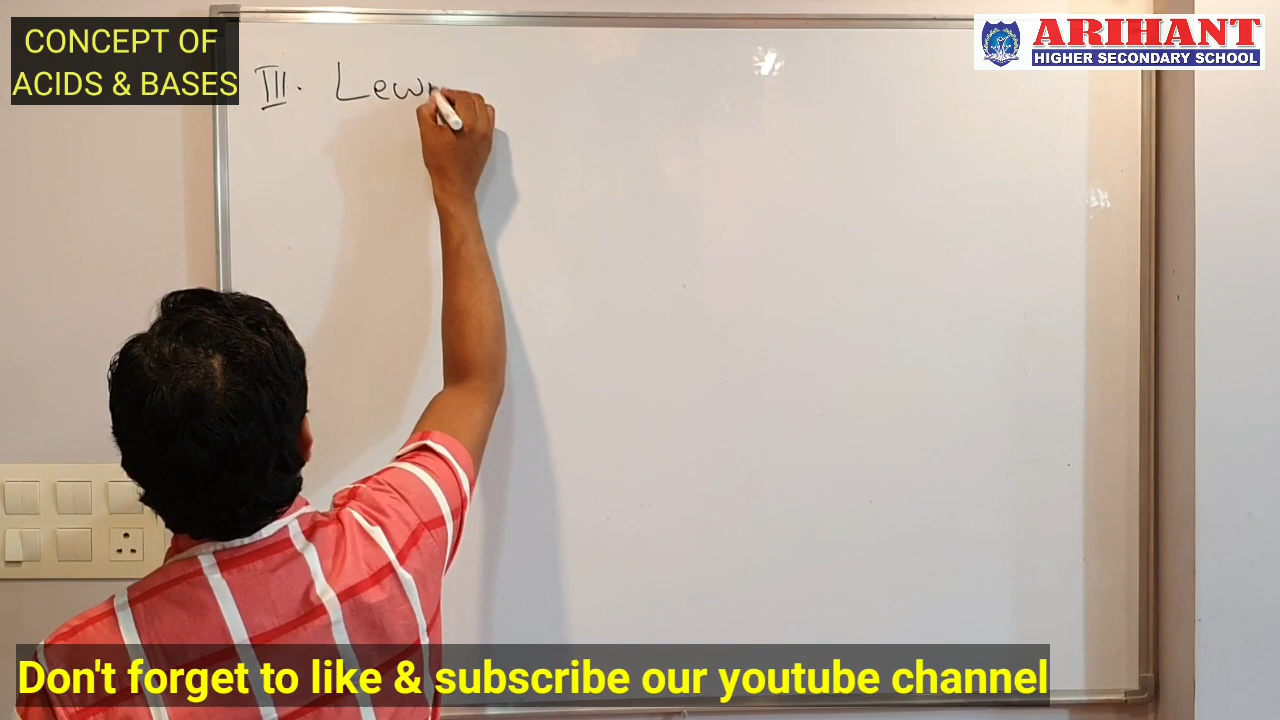 CONCEPT OF
ACIDS & BASES
ARIHANT
HIGHER SECONDARY SCHOOL
III. Lew
Don't forget to like & subscribe our youtube channel